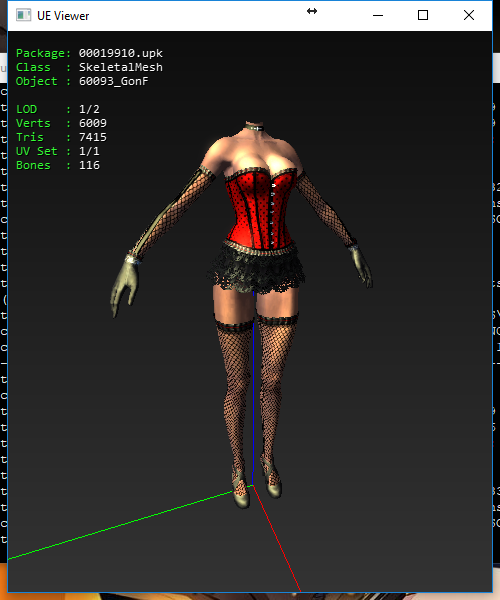 UE Viewer
Package: 00019910.upk
Class : SkeletalMesh
Object : 60093_GonF
LOD : 1/2
Verts : 6009
Tris : 7415
UV Set : 1/1
Bones : 116